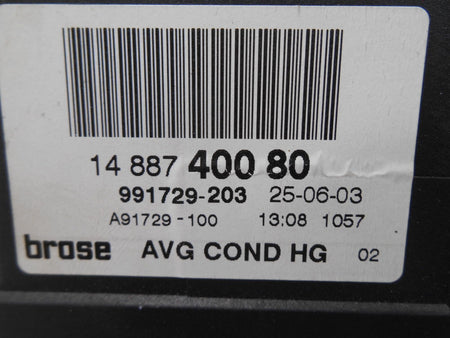 14 887 400 80
991729-203 25-06-03
A91729-100 13:08 1057
brose AVG COND HG 02